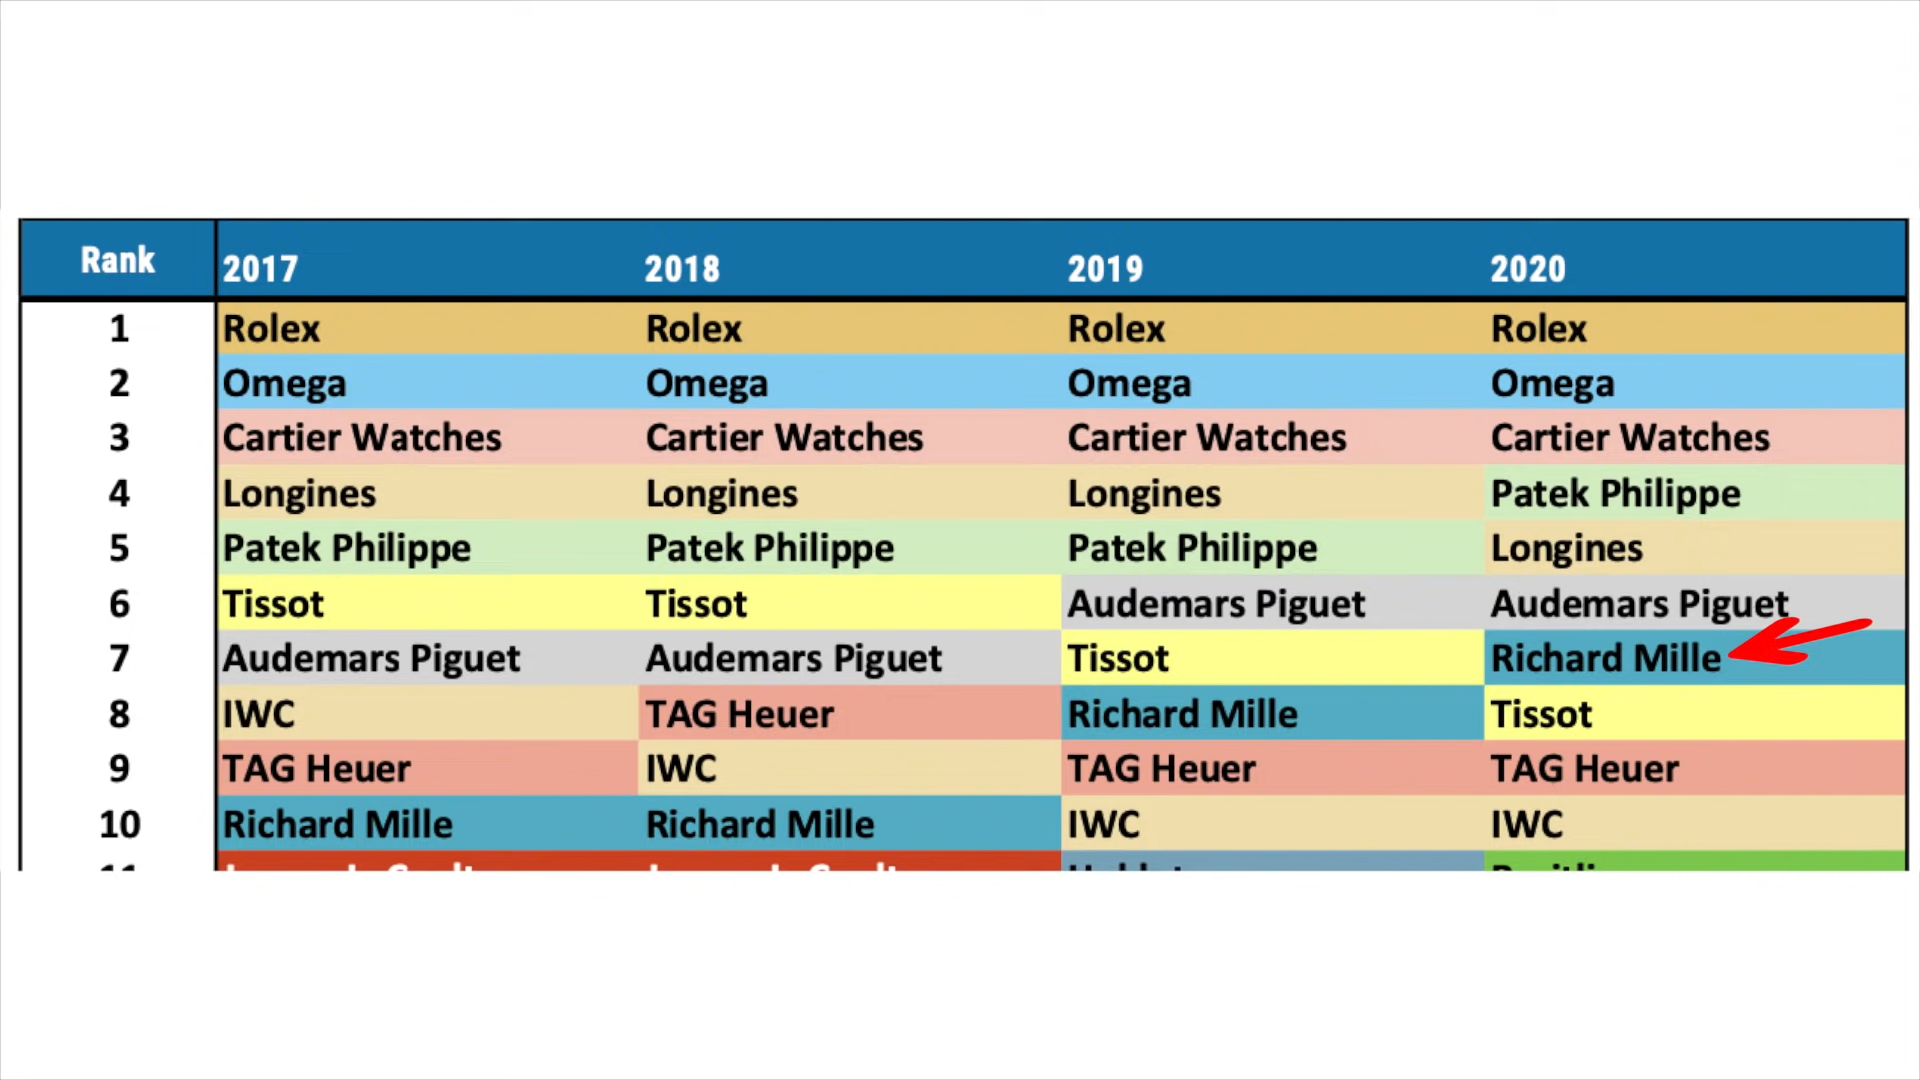 Rank 2017 2018 2019 2020
1 Rolex Rolex Rolex Rolex
2 Omega Omega Omega Omega
3 Cartier Watches Cartier Watches Cartier Watches Cartier Watches
4 Longines Longines Longines Patek Philippe
5 Patek Philippe Patek Philippe Patek Philippe Longines
6 Tissot Tissot Audemars Piguet Audemars Piguet
7 Audemars Piguet Audemars Piguet Tissot Richard Mille
8 IWC TAG Heuer Richard Mille Tissot
9 TAG Heuer IWC TAG Heuer TAG Heuer
10 Richard Mille Richard Mille IWC IWC